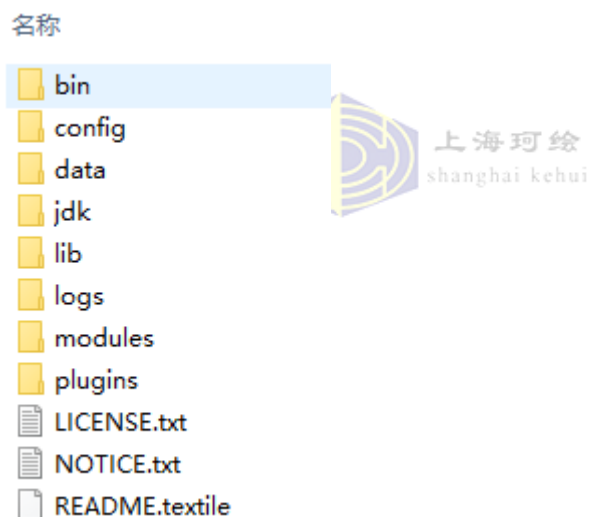 名称
bin
config
data
jdk
lib
logs
modules
plugins
LICENSE.txt
NOTICE.txt
README.textile
上海珂绘
shanghai kehui